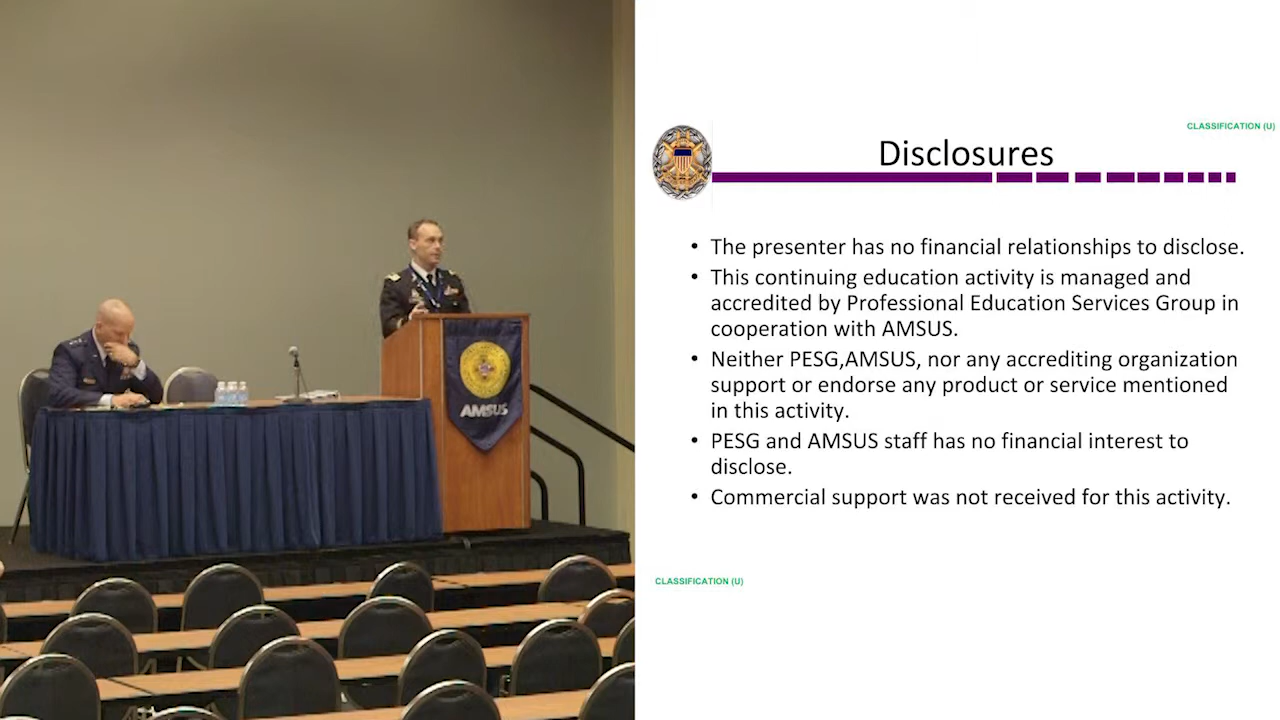 AMSUS
CLASSIFICATION (U)
Disclosures
• The presenter has no financial relationships to disclose.
• This continuing education activity is managed and
accredited by Professional Education Services Group in
cooperation with AMSUS.
• Neither PESG,AMSUS, nor any accrediting organization
support or endorse any product or service mentioned
in this activity.
• PESG and AMSUS staff has no financial interest to
disclose.
• Commercial support was not received for this activity.
CLASSIFICATION (U)